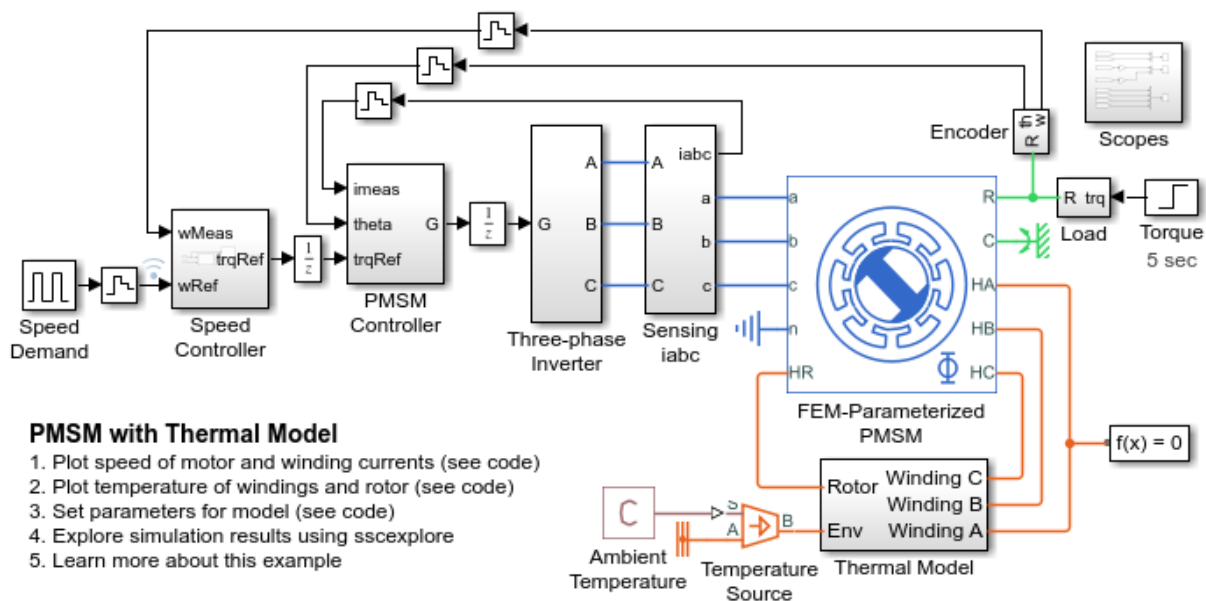 Encoder
R
th
w
Scopes
iabc
A
A
a
B
B
b
C
C
c
G
imeas
theta
trqRef
G
1
z
1
z
wMeas
trqRef
wRef
Speed
Demand
Speed
Controller
PMSM
Controller
Three-phase
Inverter
Sensing
iabc
a
b
c
n
HR
R
C
HA
HB
HC
Φ
R trq
Load
Torque
5 sec
FEM-Parameterized
PMSM
f(x) = 0
PMSM with Thermal Model
1. Plot speed of motor and winding currents (see code)
2. Plot temperature of windings and rotor (see code)
3. Set parameters for model (see code)
4. Explore simulation results using sscexplore
5. Learn more about this example
C
Ambient
Temperature
S
A
B
Temperature
Source
Rotor
Env
Winding C
Winding B
Winding A
Thermal Model